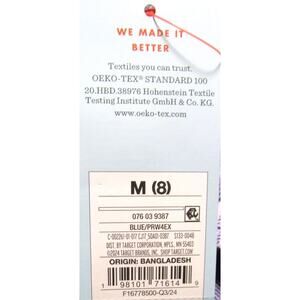 WE MADE IT
BETTER
Textiles you can trust.
OEKO-TEX® STANDARD 100
20.HBD.38976 Hohenstein Textile
Testing Institute GmbH & Co. KG.
www.oeko-tex.com
M (8)
076 03 9387
BLUE/PRW4EX
DIST. BY TARGET CORPORATION, MPLS, MN 55403
©2024 TARGET BRANDS, INC. SHOP TARGET.COM
ORIGIN: BANGLADESH
1 98101 71614 9
F16778500-Q3/24